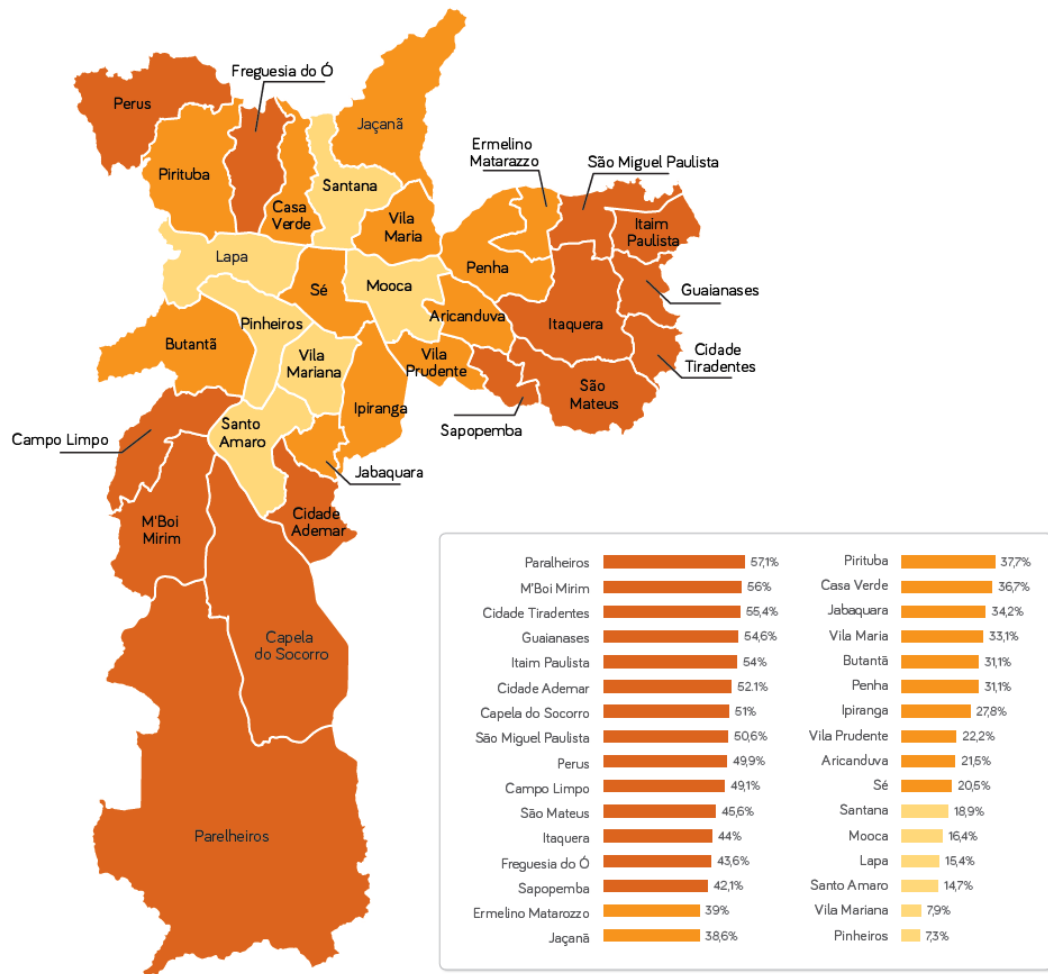 Freguesia do Ó
Perus
Jaçanã
Ermelino
Matarazzo
São Miguel Paulista
Pirituba
Santana
Casa
Verde
Vila
Maria
Itaim
Paulista
Lapa
Penha
Sé
Mooca
Guaianases
Pinheiros
Aricanduva
Itaquera
Butantã
Vila
Mariana
Vila
Prudente
Cidade
Tiradentes
São
Mateus
Ipiranga
Santo
Amaro
Sapopemba
Campo Limpo
Jabaquara
M'Boi
Mirim
Cidade
Ademar
Capela
do Socorro
Parelheiros
Paralheiros 57,1%
M'Boi Mirim 56%
Cidade Tiradentes 55,4%
Guaianases 54,6%
Itaim Paulista 54%
Cidade Ademar 52.1%
Capela do Socorro 51%
São Miguel Paulista 50,6%
Perus 49,9%
Campo Limpo 49,1%
São Mateus 45,6%
Itaquera 44%
Freguesia do Ó 43,6%
Sapopemba 42,1%
Ermelino Matarozzo 39%
Jaçanã 38,6%
Pirituba 37,7%
Casa Verde 36,7%
Jabaquara 34,2%
Vila Maria 33,1%
Butantã 31,1%
Penha 31,1%
Ipiranga 27,8%
Vila Prudente 22,2%
Aricanduva 21,5%
Sé 20,5%
Santana 18,9%
Mooca 16,4%
Lapa 15,4%
Santo Amaro 14,7%
Vila Mariana 7,9%
Pinheiros 7,3%